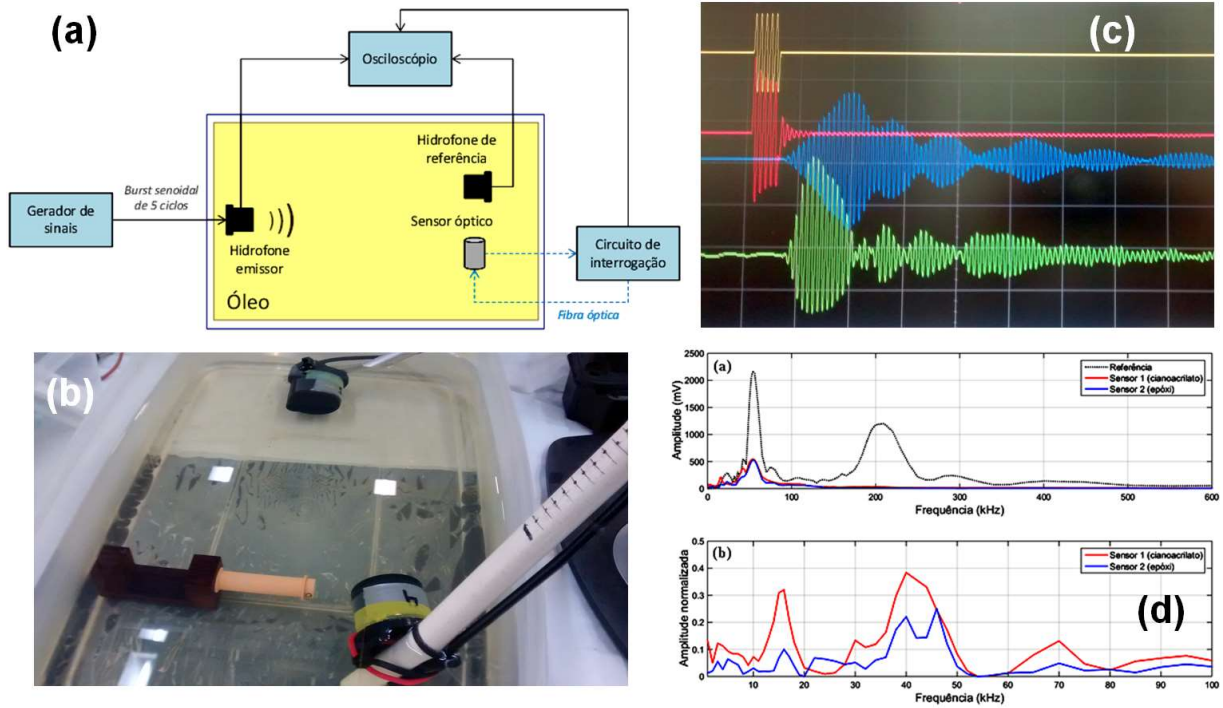 (a)
Osciloscópio
Hidrofone de
referência
Gerador de
sinais
Burst senoidal
de 5 ciclos
Hidrofone
emissor
Sensor óptico
Circuito de
interrogação
Óleo
Fibra óptica
(b)
(c)
(a)
Referência
Sensor 1 (cianoacrilato)
Sensor 2 (epóxi)
Amplitude (mV)
2500
2000
1500
1000
500
0
0 100 200 300 400 500 600
Frequência (kHz)
(b)
Sensor 1 (cianoacrilato)
Sensor 2 (epóxi)
(d)
Amplitude normalizada
0.5
0.4
0.3
0.2
0.1
0
10 20 30 40 50 60 70 80 90 100
Frequência (kHz)